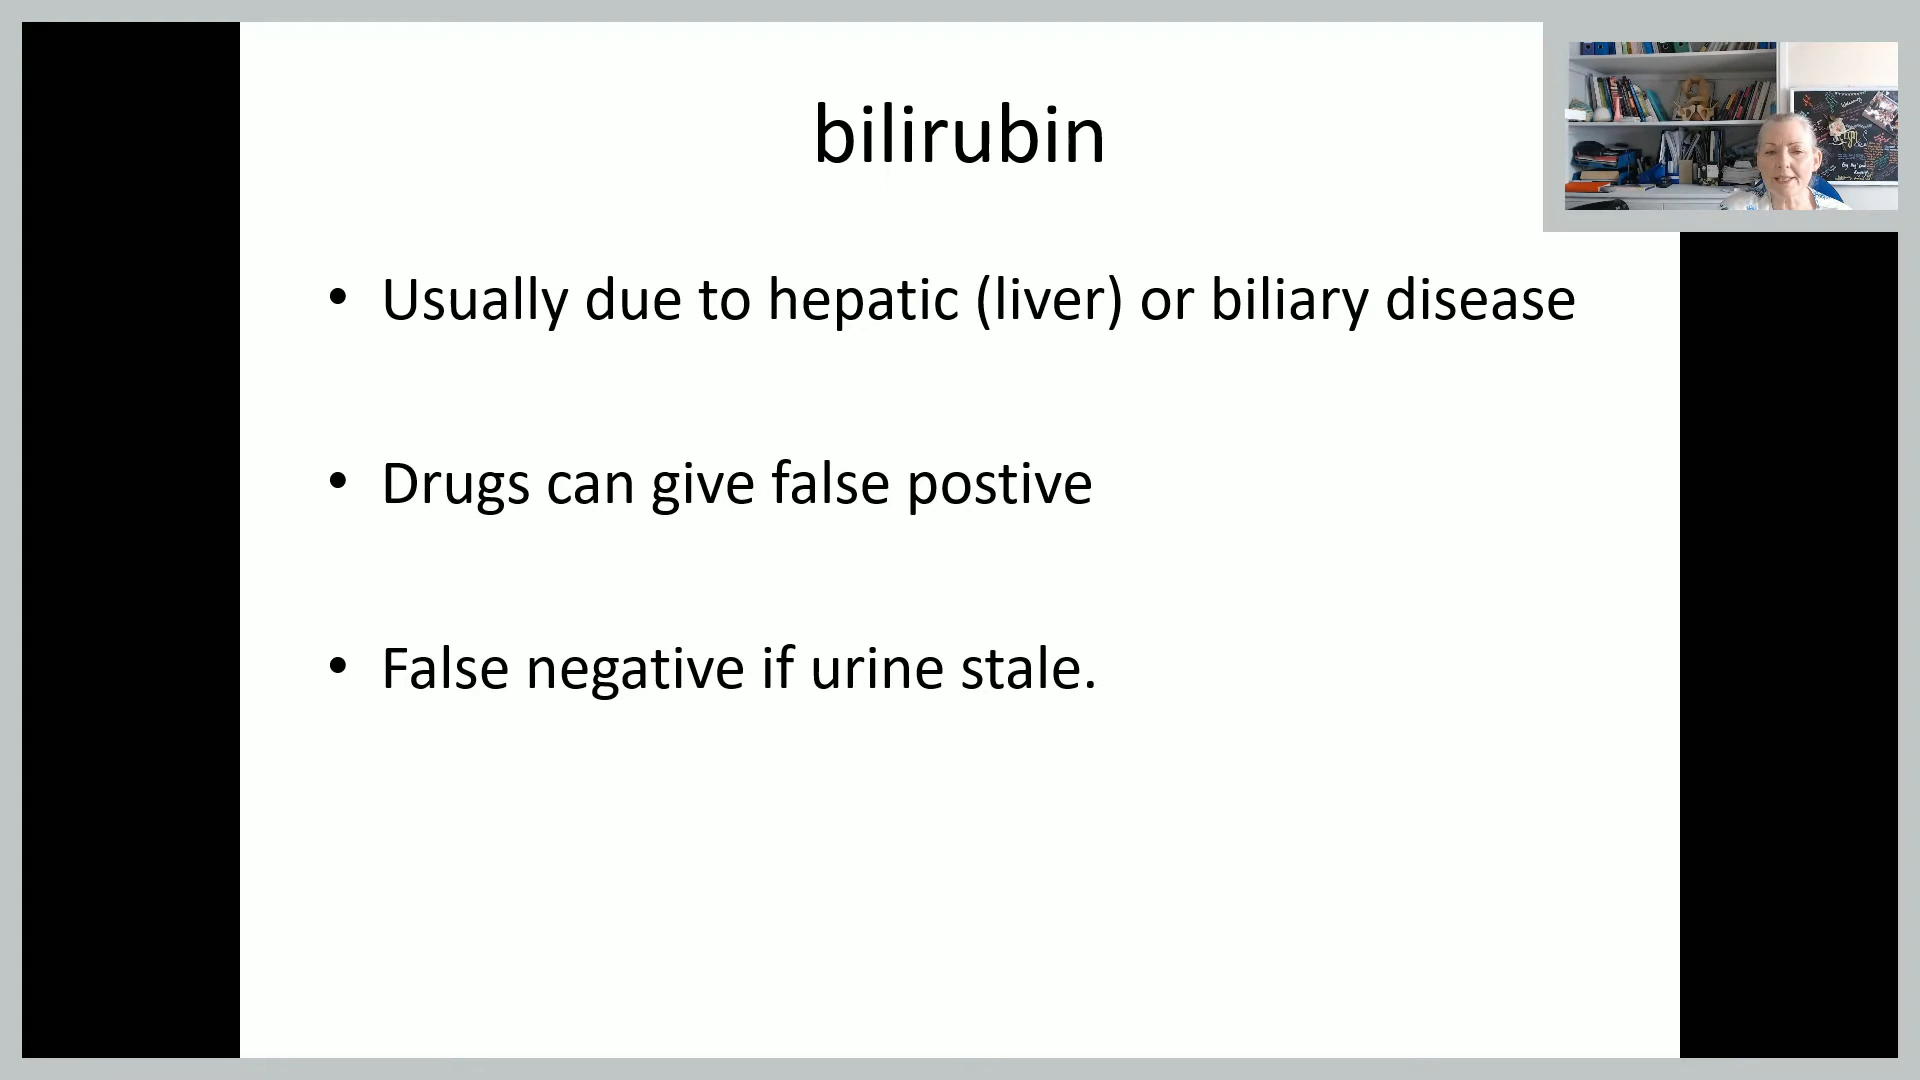 bilirubin
• Usually due to hepatic (liver) or biliary disease
• Drugs can give false postive
• False negative if urine stale.